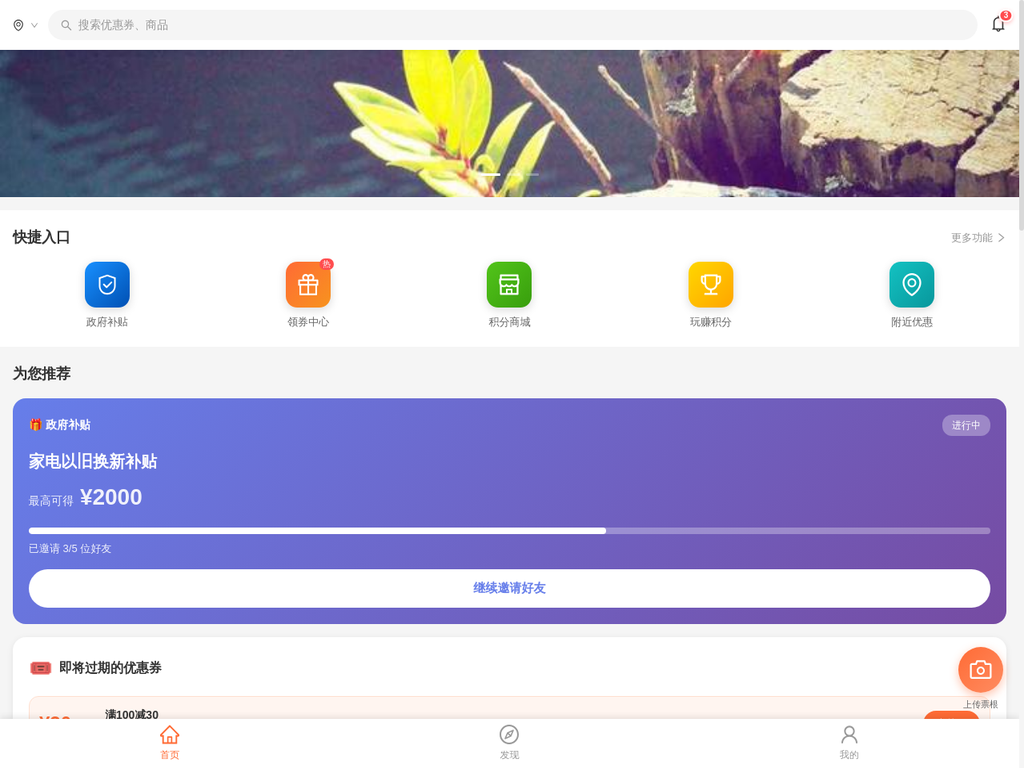 搜索优惠券、商品
3
快捷入口
更多功能
热
政府补贴
领券中心
积分商城
玩赚积分
附近优惠
为您推荐
政府补贴
进行中
家电以旧换新补贴
最高可得 ¥2000
已邀请 3/5 位好友
继续邀请好友
即将过期的优惠券
满100减30
上传票根
首页
发现
我的